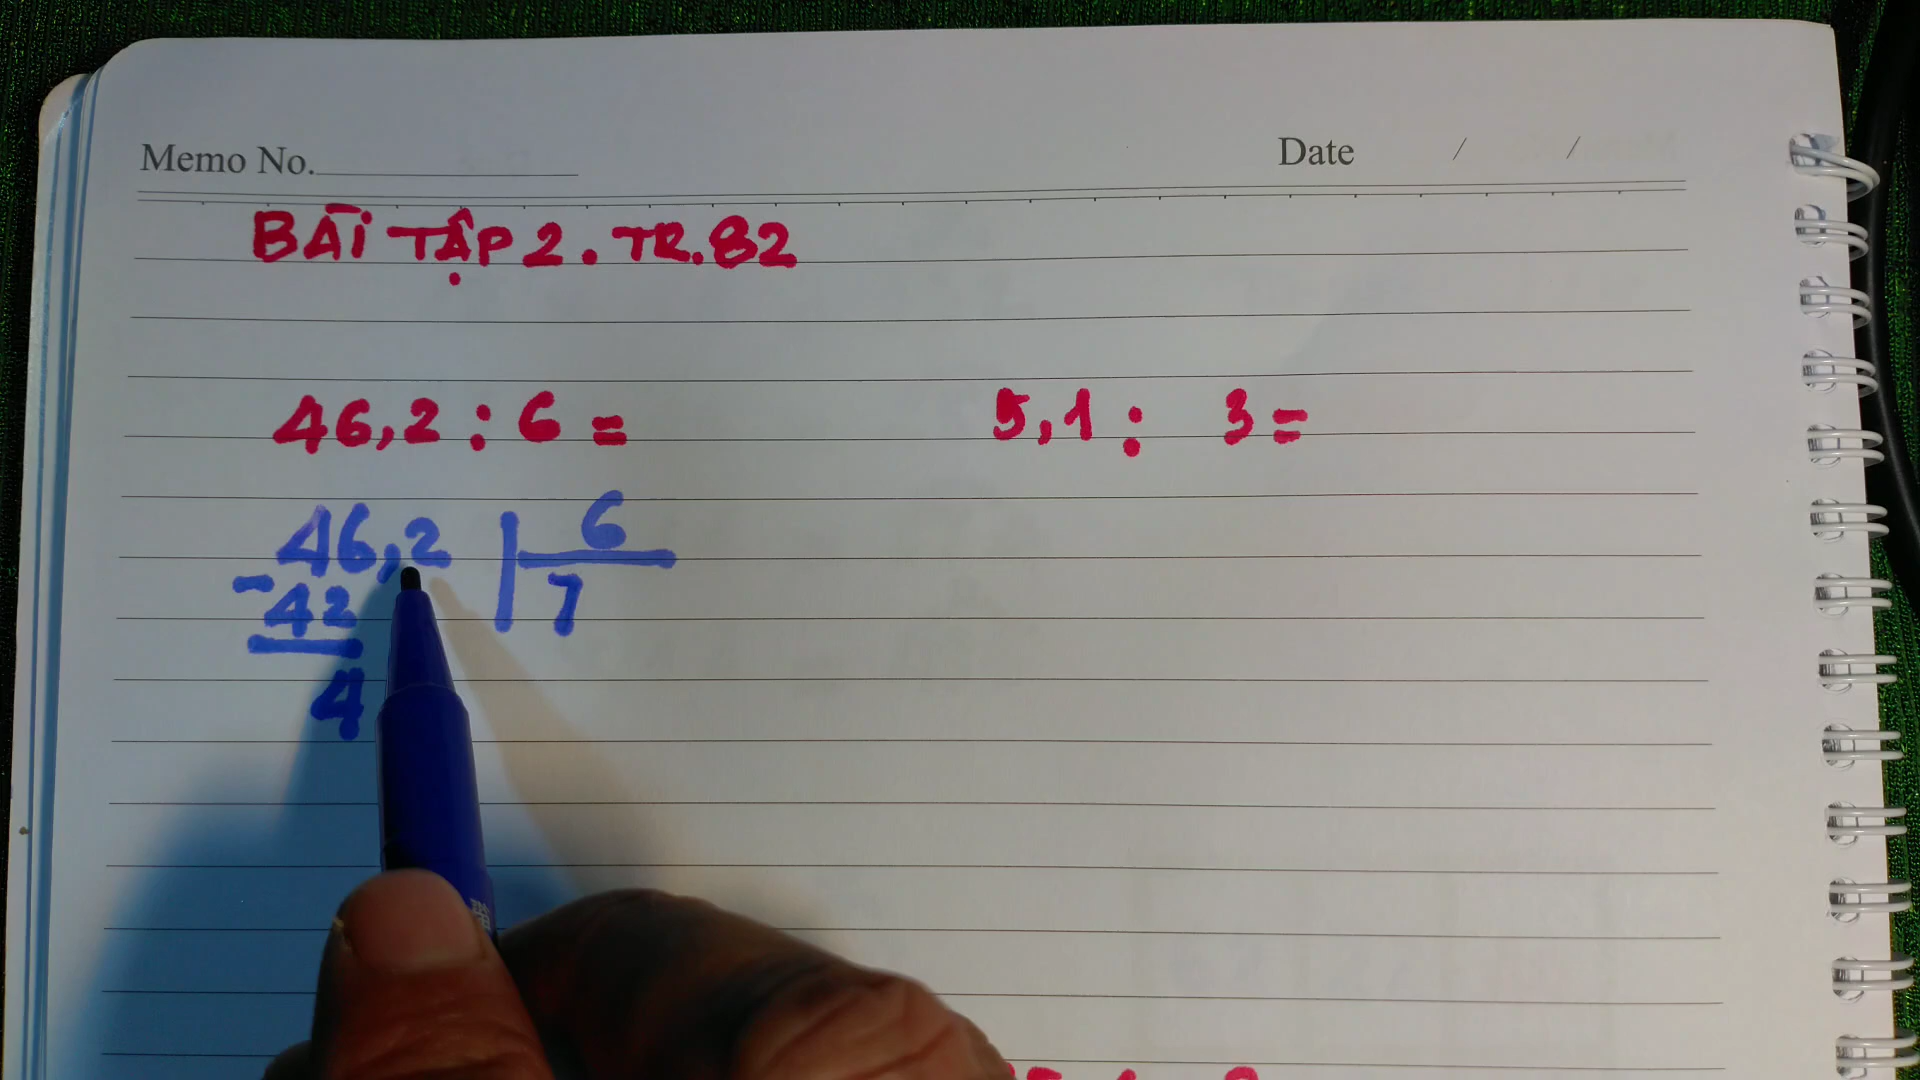 Memo No. Date / /
BÀI TẬP 2. TR.82
46,2 : 6 = 5,1 : 3 =
46,2 6
- 42 7
4